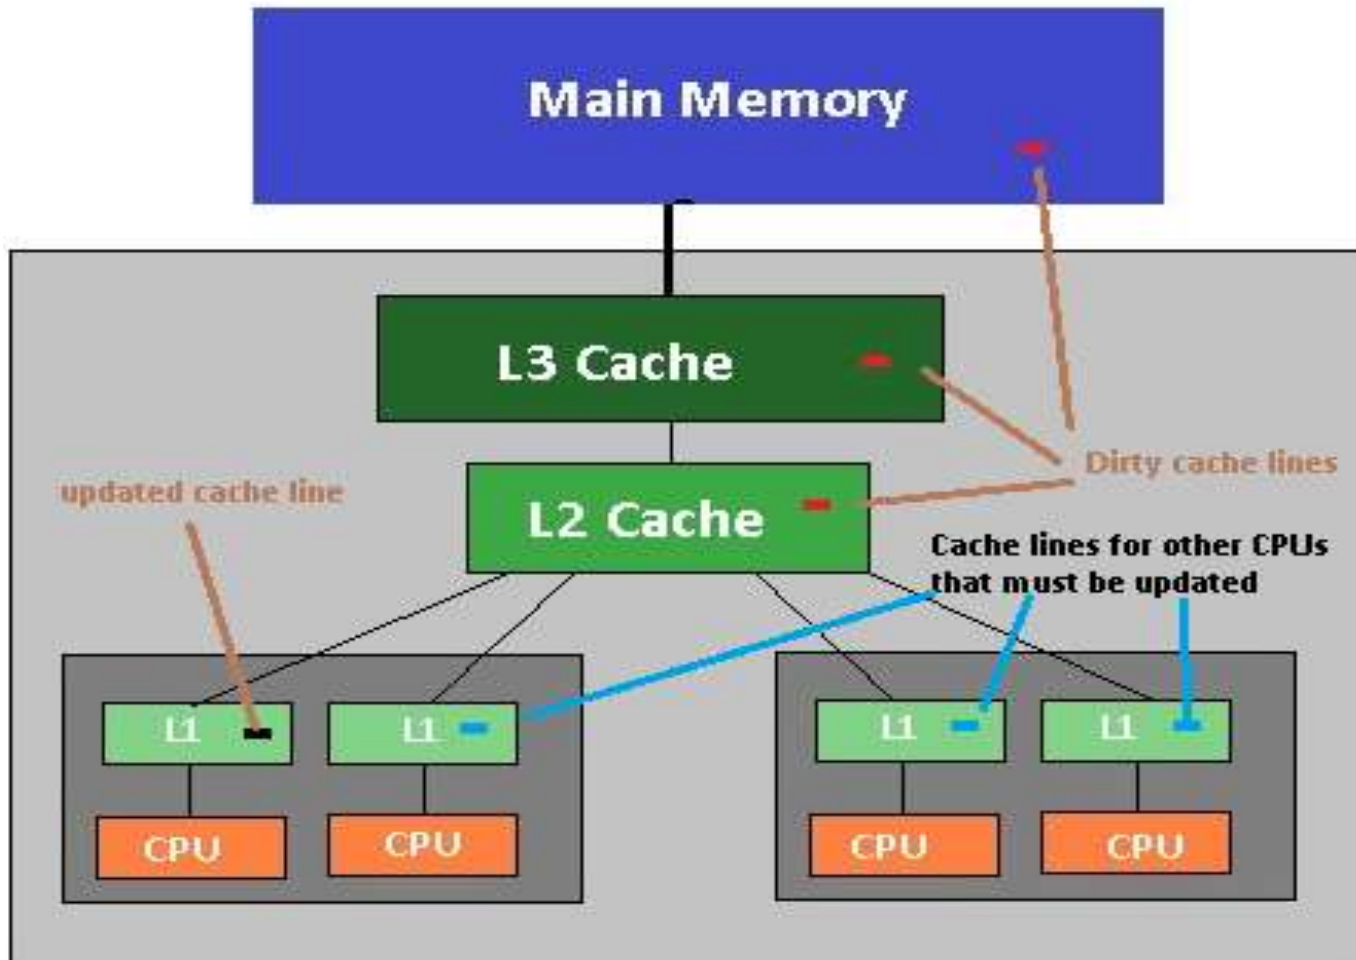 Main Memory
L3 Cache
Dirty cache lines
updated cache line
L2 Cache
Cache lines for other CPUs
that must be updated
L1
L1
L1
L1
CPU
CPU
CPU
CPU